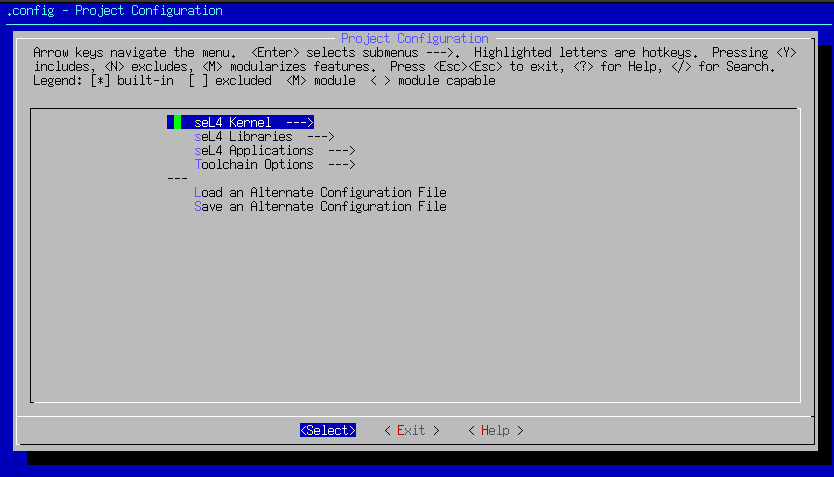 .config - Project Configuration
Project Configuration
Arrow keys navigate the menu.  <Enter> selects submenus --->.  Highlighted letters are hotkeys.  Pressing <Y>
includes, <N> excludes, <M> modularizes features.  Press <Esc><Esc> to exit, <?> for Help, </> for Search.
Legend: [*] built-in  [ ] excluded  <M> module  < > module capable
seL4 Kernel  --->
seL4 Libraries  --->
seL4 Applications  --->
Toolchain Options  --->
---
Load an Alternate Configuration File
Save an Alternate Configuration File
<Select>    < Exit >    < Help >